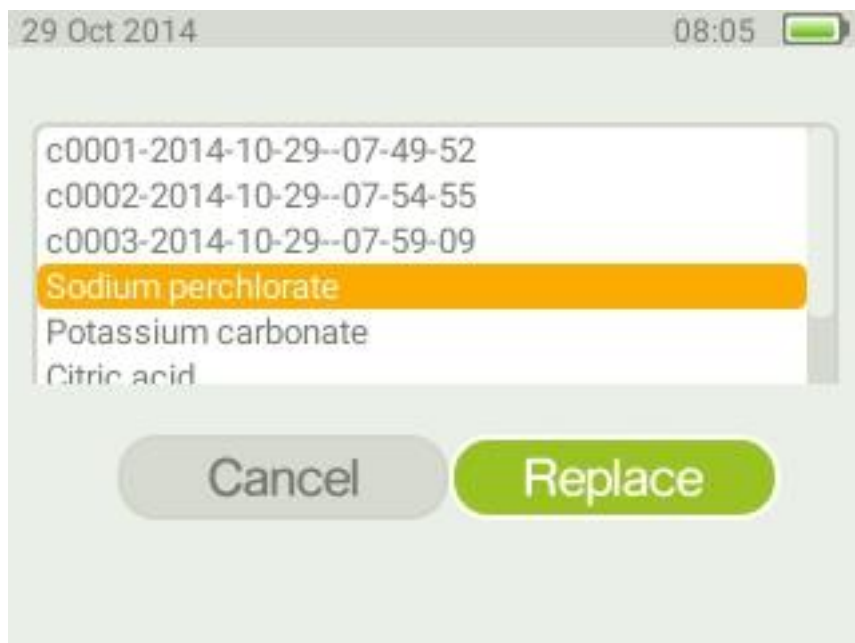 29 Oct 2014 08:05
c0001-2014-10-29--07-49-52
c0002-2014-10-29--07-54-55
c0003-2014-10-29--07-59-09
Sodium perchlorate
Potassium carbonate
Citric acid
Cancel Replace